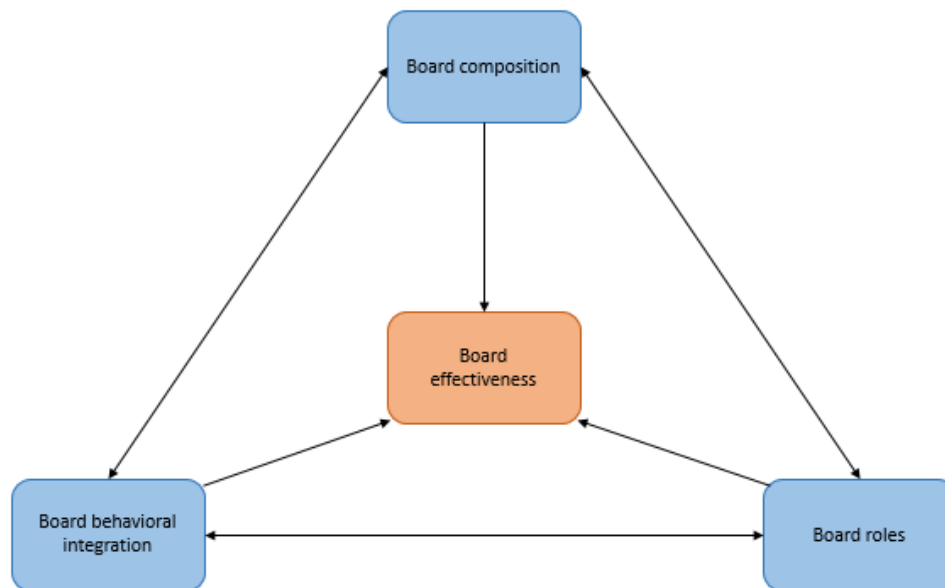 Board composition
Board
effectiveness
Board behavioral
integration
Board roles